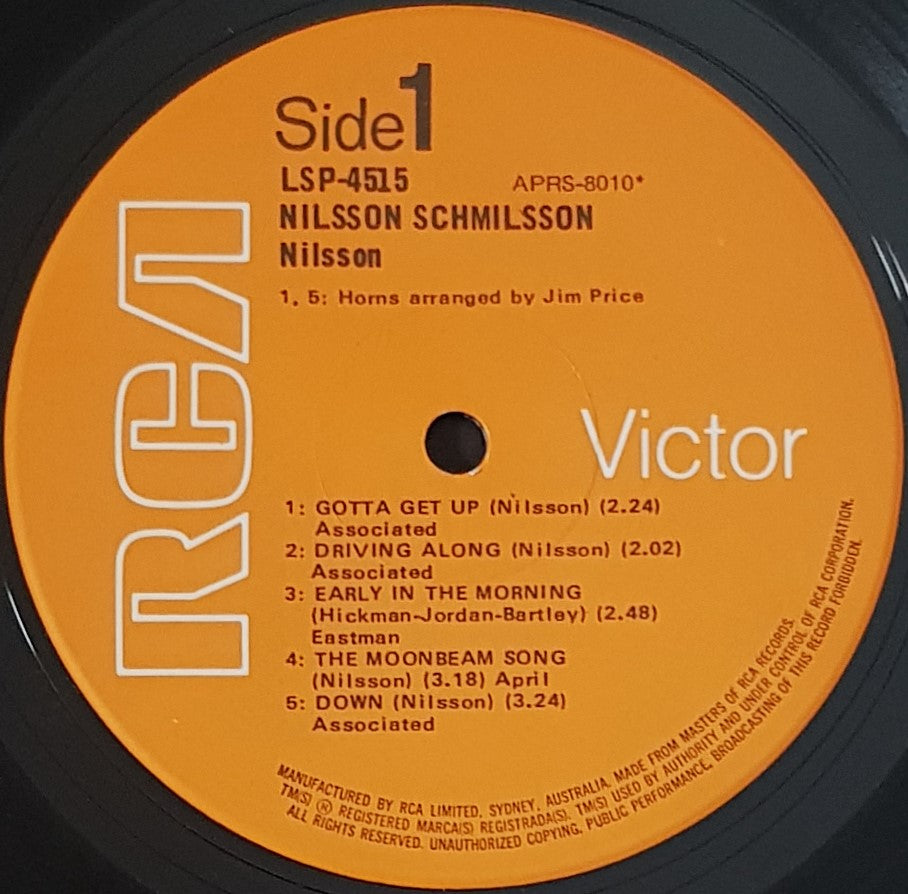 Side 1
LSP-4515 APRS-8010*
NILSSON SCHMILSSON
Nilsson
1, 5: Horns arranged by Jim Price
RCA
Victor
1: GOTTA GET UP (Nilsson) (2.24)
Associated
2: DRIVING ALONG (Nilsson) (2.02)
Associated
3: EARLY IN THE MORNING
(Hickman-Jordan-Bartley) (2.48)
Eastman
4: THE MOONBEAM SONG
(Nilsson) (3.18) April
5: DOWN (Nilsson) (3.24)
Associated
MANUFACTURED BY RCA LIMITED, SYDNEY, AUSTRALIA, MADE FROM MASTERS OF RCA RECORDS.
TM(S) ® REGISTERED MARCA(S) REGISTRADA(S). TM(S) USED BY AUTHORITY AND UNDER CONTROL OF RCA CORPORATION.
ALL RIGHTS RESERVED. UNAUTHORIZED COPYING, PUBLIC PERFORMANCE, BROADCASTING OF THIS RECORD FORBIDDEN.